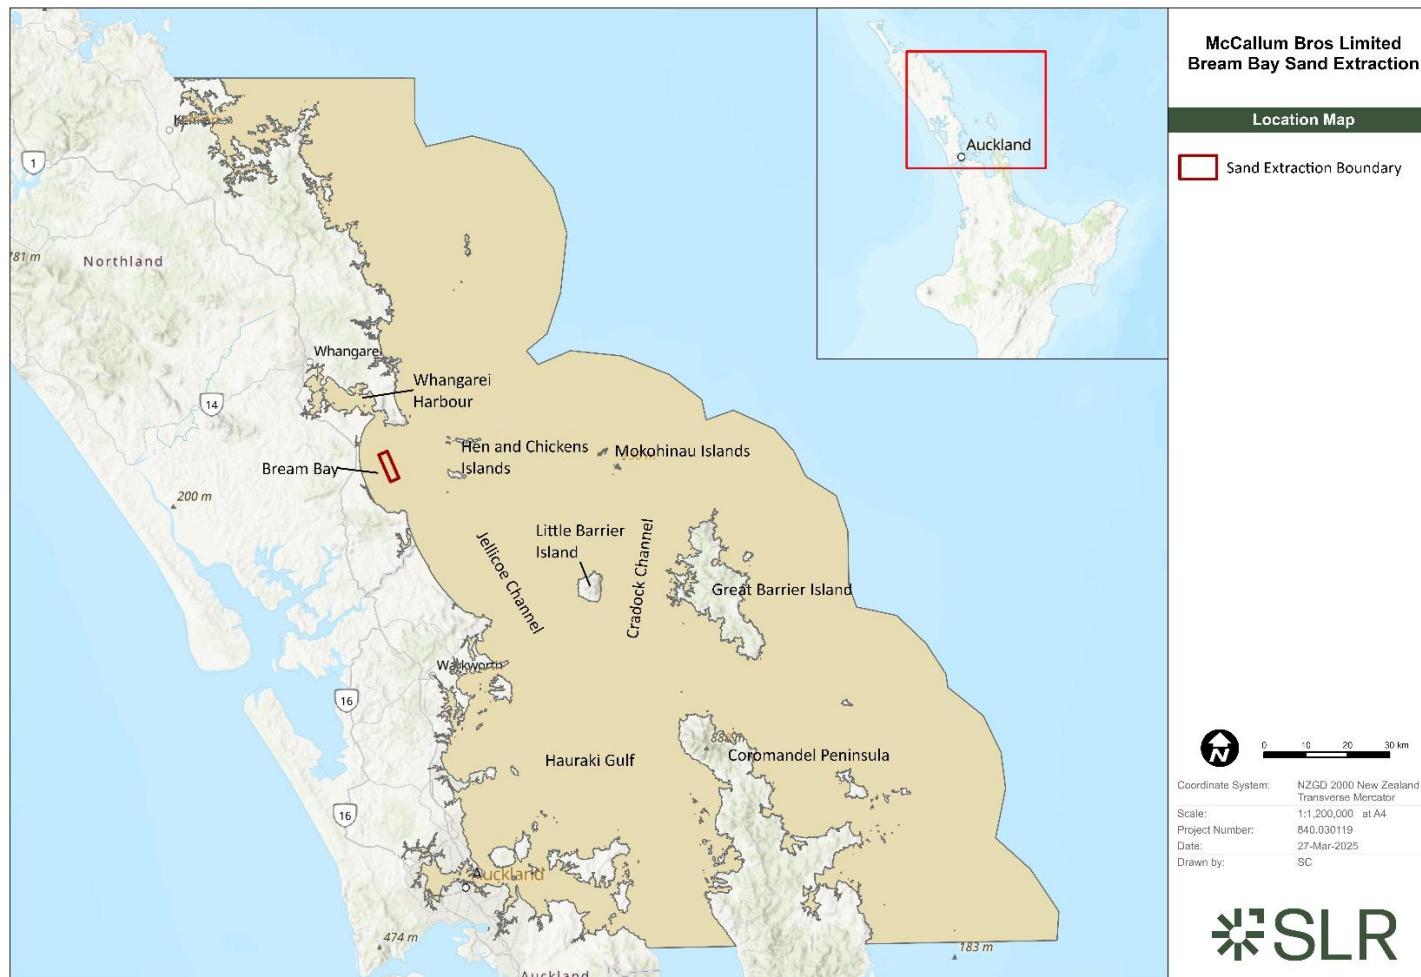 McCallum Bros Limited
Bream Bay Sand Extraction
Location Map
Sand Extraction Boundary
Auckland
1
781 m
Northland
Whangarei
14
Whangarei
Harbour
Hen and Chickens
Islands
Mokohinau Islands
Bream Bay
200 m
Jellicoe Channel
Little Barrier
Island
Cradock Channel
Great Barrier Island
Warkworth
16
Hauraki Gulf
Coromandel Peninsula
16
Auckland
474 m
183 m
Auckland
N
0 10 20 30 km
Coordinate System: NZGD 2000 New Zealand
Transverse Mercator
Scale: 1:1,200,000 at A4
Project Number: 840.030119
Date: 27-Mar-2025
Drawn by: SC
SLR